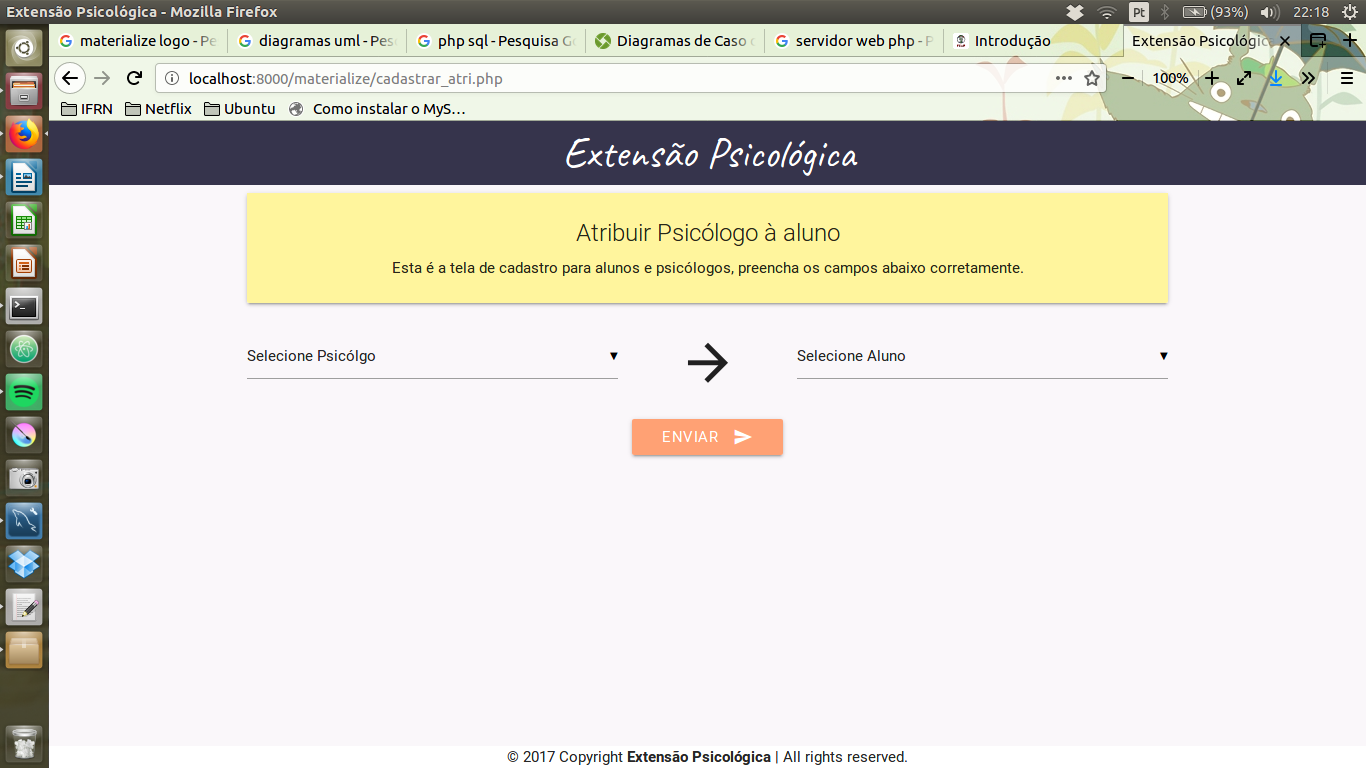 Extensão Psicológica - Mozilla Firefox
Pt (93%) 22:18
materialize logo - Pe
diagramas uml - Pes
php sql - Pesquisa G
Diagramas de Caso
servidor web php - P
Introdução
Extensão Psicológic
localhost:8000/materialize/cadastrar_atri.php
100%
IFRN Netflix Ubuntu Como instalar o MyS...
Extensão Psicológica
Atribuir Psicólogo à aluno
Esta é a tela de cadastro para alunos e psicólogos, preencha os campos abaixo corretamente.
Selecione Psicólgo
Selecione Aluno
ENVIAR
© 2017 Copyright Extensão Psicológica | All rights reserved.